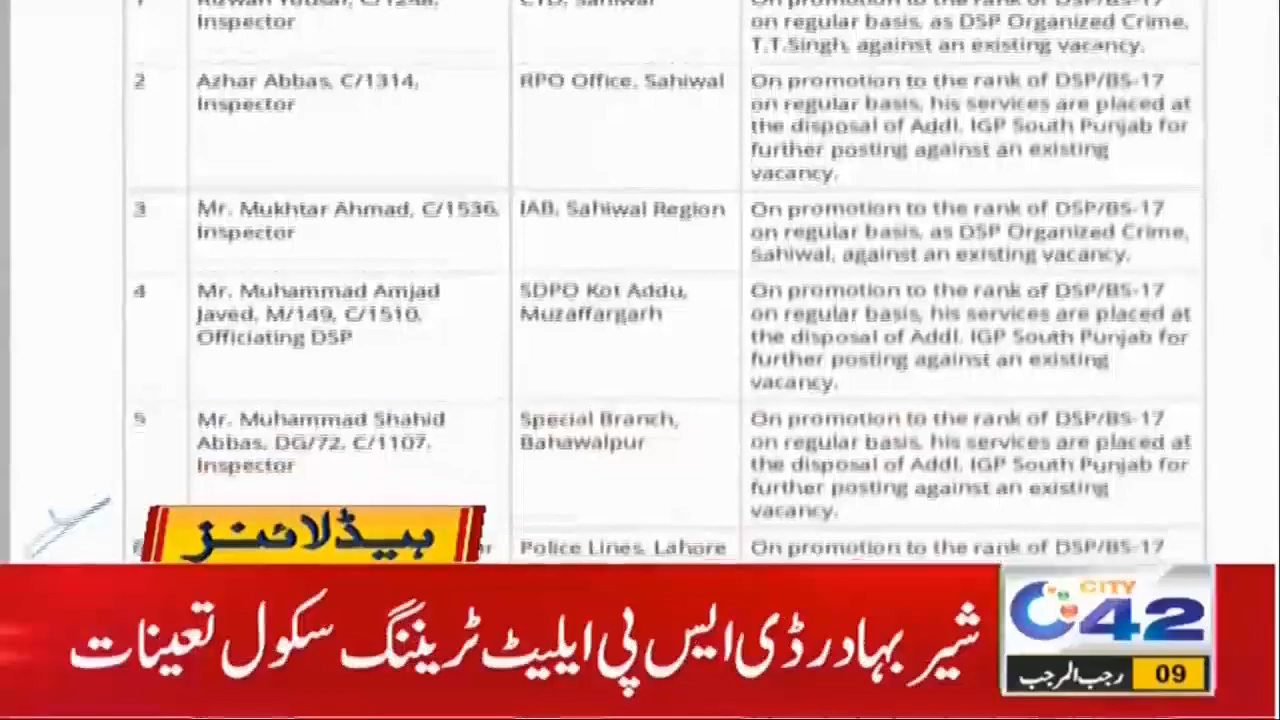 Inspector
on regular basis, as DSP Organized Crime,
T.T.Singh, against an existing vacancy.
2
Azhar Abbas, C/1314,
Inspector
RPO Office, Sahiwal
On promotion to the rank of DSP/BS-17
on regular basis, his services are placed at
the disposal of Addl. IGP South Punjab for
further posting against an existing
vacancy.
3
Mr. Mukhtar Ahmad, C/1536,
Inspector
IAB, Sahiwal Region
On promotion to the rank of DSP/BS-17
on regular basis, as DSP Organized Crime,
Sahiwal, against an existing vacancy.
4
Mr. Muhammad Amjad
Javed, M/149, C/1510,
Officiating DSP
SDPO Kot Addu,
Muzaffargarh
On promotion to the rank of DSP/BS-17
on regular basis, his services are placed at
the disposal of Addl. IGP South Punjab for
further posting against an existing
vacancy.
5
Mr. Muhammad Shahid
Abbas, DG/72, C/1107,
Inspector
Special Branch,
Bahawalpur
On promotion to the rank of DSP/BS-17
on regular basis, his services are placed at
the disposal of Addl. IGP South Punjab for
further posting against an existing
vacancy.
Police Lines, Lahore
On promotion to the rank of DSP/BS-17
ہیڈلائنز
شیر بہادر ڈی ایس پی ایلیٹ ٹریننگ سکول تعینات
CITY
42
09 رجب المرجب